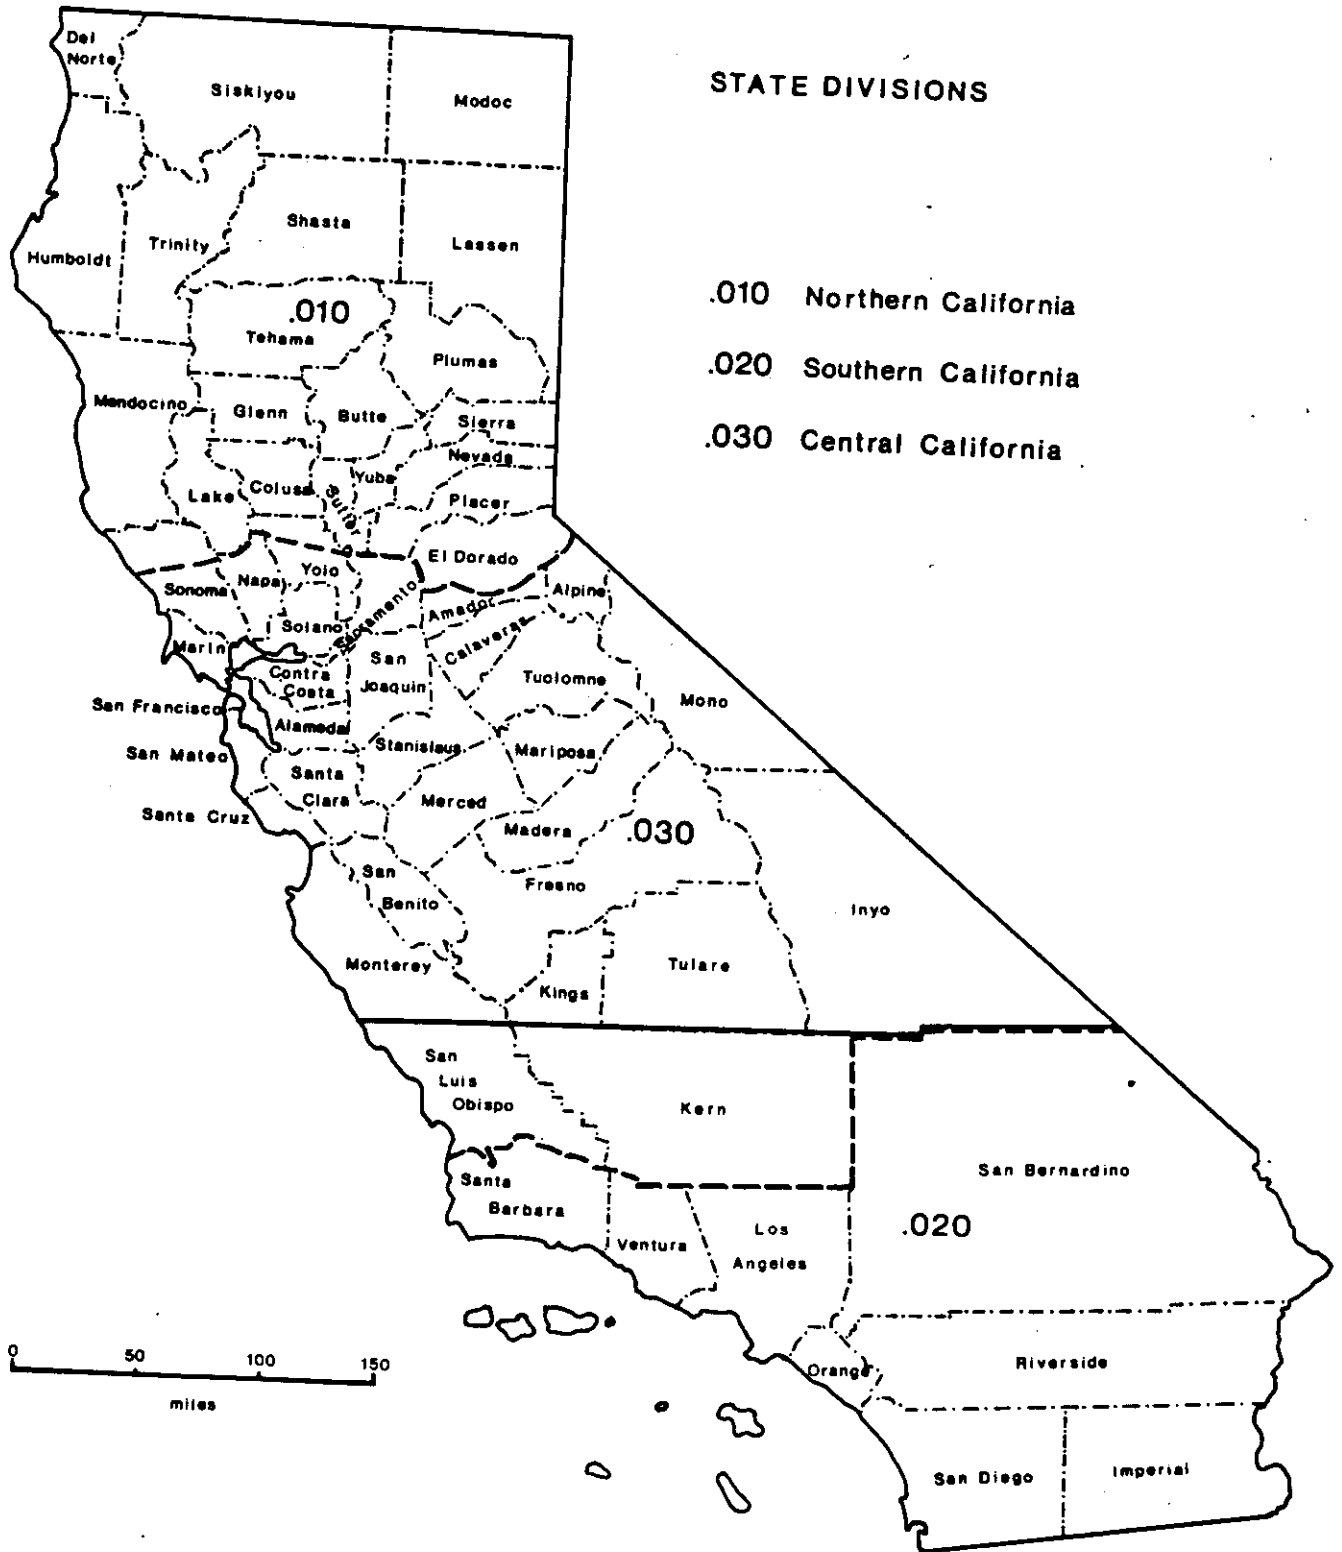 STATE DIVISIONS
.010 Northern California
.020 Southern California
.030 Central California
Del
Norte
Siskiyou
Modoc
Shasta
Trinity
Lassen
Humboldt
.010
Tehama
Plumas
Mendocino
Glenn
Butte
Sierra
Nevada
Yuba
Colusa
Lake
Sutter
Placer
El Dorado
Yolo
Napa
Sonoma
Alpine
Amador
Sacramento
Solano
Calaveras
Marin
San
Joaquin
Contra
Costa
Tuolomne
Mono
San Francisco
Alameda
Stanislaus
Mariposa
San Mateo
Santa
Clara
Merced
Santa Cruz
Madera
.030
San
Benito
Fresno
Inyo
Monterey
Kings
Tulare
San
Luis
Obispo
Kern
San Bernardino
Santa
Barbara
.020
Ventura
Los
Angeles
Orange
Riverside
San Diego
Imperial
0 50 100 150
miles